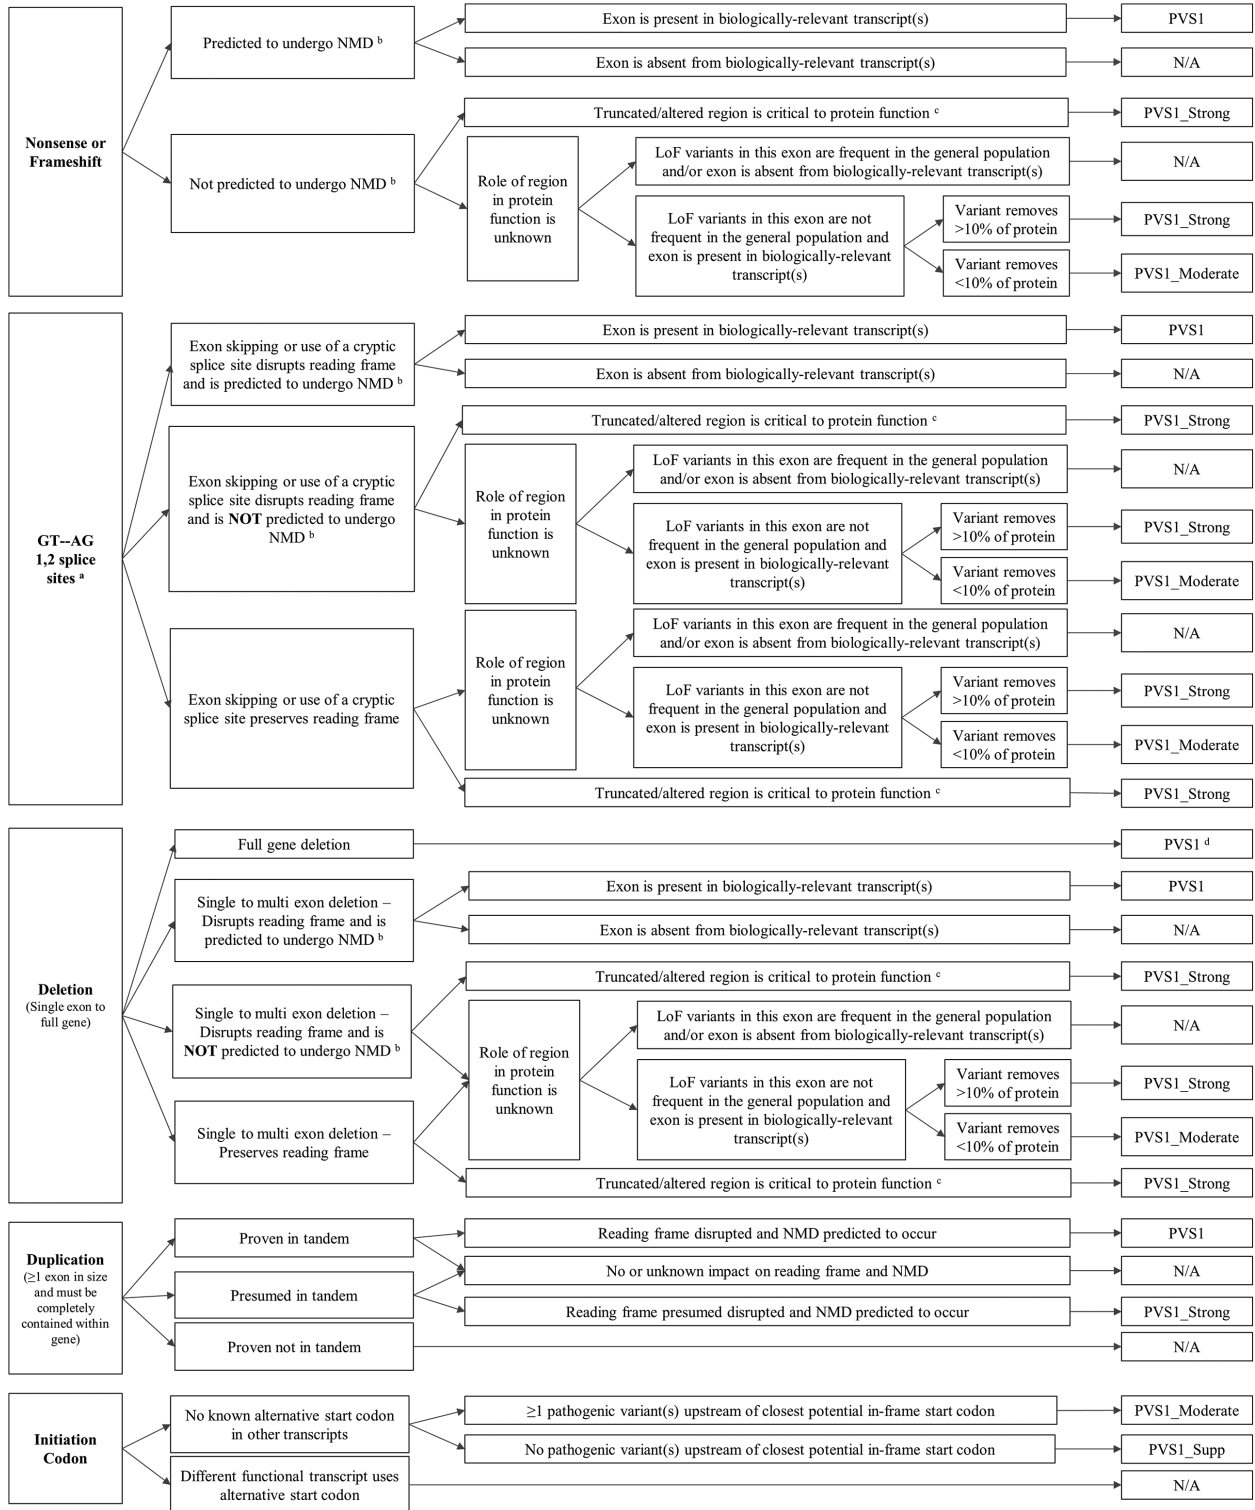 Nonsense or
Frameshift
Predicted to undergo NMD b
Exon is present in biologically-relevant transcript(s)
PVS1
Exon is absent from biologically-relevant transcript(s)
N/A
Not predicted to undergo NMD b
Truncated/altered region is critical to protein function c
PVS1_Strong
Role of region
in protein
function is
unknown
LoF variants in this exon are frequent in the general population
and/or exon is absent from biologically-relevant transcript(s)
N/A
LoF variants in this exon are not
frequent in the general population and
exon is present in biologically-relevant
transcript(s)
Variant removes
>10% of protein
PVS1_Strong
Variant removes
<10% of protein
PVS1_Moderate
GT--AG
1,2 splice
sites a
Exon skipping or use of a cryptic
splice site disrupts reading frame
and is predicted to undergo NMD b
Exon is present in biologically-relevant transcript(s)
PVS1
Exon is absent from biologically-relevant transcript(s)
N/A
Exon skipping or use of a cryptic
splice site disrupts reading frame
and is NOT predicted to undergo
NMD b
Truncated/altered region is critical to protein function c
PVS1_Strong
Role of region
in protein
function is
unknown
LoF variants in this exon are frequent in the general population
and/or exon is absent from biologically-relevant transcript(s)
N/A
LoF variants in this exon are not
frequent in the general population and
exon is present in biologically-relevant
transcript(s)
Variant removes
>10% of protein
PVS1_Strong
Variant removes
<10% of protein
PVS1_Moderate
Exon skipping or use of a cryptic
splice site preserves reading frame
Role of region
in protein
function is
unknown
LoF variants in this exon are frequent in the general population
and/or exon is absent from biologically-relevant transcript(s)
N/A
LoF variants in this exon are not
frequent in the general population and
exon is present in biologically-relevant
transcript(s)
Variant removes
>10% of protein
PVS1_Strong
Variant removes
<10% of protein
PVS1_Moderate
Truncated/altered region is critical to protein function c
PVS1_Strong
Deletion
(Single exon to
full gene)
Full gene deletion
PVS1 d
Single to multi exon deletion –
Disrupts reading frame and is
predicted to undergo NMD b
Exon is present in biologically-relevant transcript(s)
PVS1
Exon is absent from biologically-relevant transcript(s)
N/A
Single to multi exon deletion –
Disrupts reading frame and is
NOT predicted to undergo NMD b
Truncated/altered region is critical to protein function c
PVS1_Strong
Role of region
in protein
function is
unknown
LoF variants in this exon are frequent in the general population
and/or exon is absent from biologically-relevant transcript(s)
N/A
LoF variants in this exon are not
frequent in the general population and
exon is present in biologically-relevant
transcript(s)
Variant removes
>10% of protein
PVS1_Strong
Variant removes
<10% of protein
PVS1_Moderate
Single to multi exon deletion –
Preserves reading frame
Truncated/altered region is critical to protein function c
PVS1_Strong
Duplication
(≥1 exon in size
and must be
completely
contained within
gene)
Proven in tandem
Reading frame disrupted and NMD predicted to occur
PVS1
No or unknown impact on reading frame and NMD
N/A
Presumed in tandem
Reading frame presumed disrupted and NMD predicted to occur
PVS1_Strong
Proven not in tandem
N/A
Initiation
Codon
No known alternative start codon
in other transcripts
≥1 pathogenic variant(s) upstream of closest potential in-frame start codon
PVS1_Moderate
No pathogenic variant(s) upstream of closest potential in-frame start codon
PVS1_Supp
Different functional transcript uses
alternative start codon
N/A